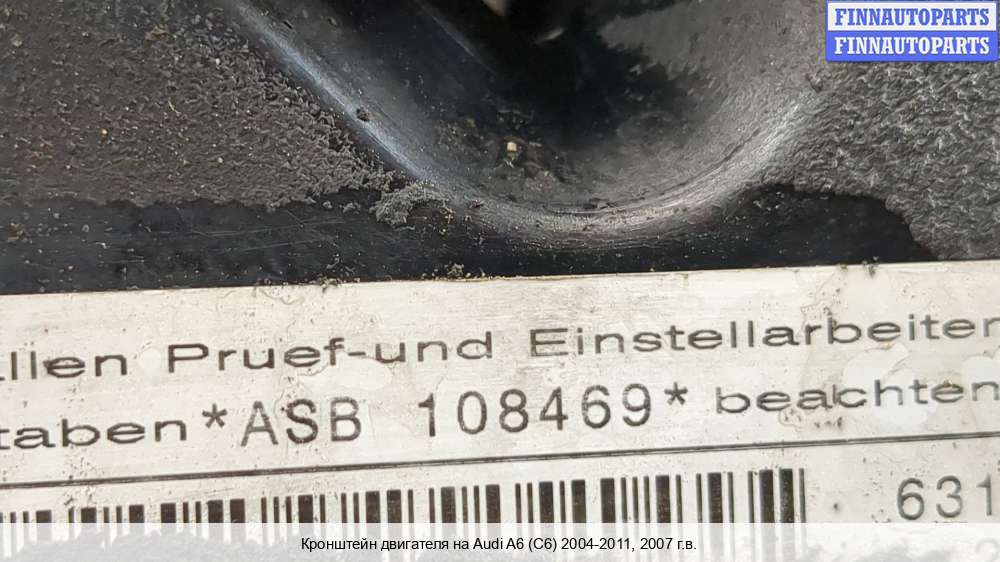 FINNAUTOPARTS
FINNAUTOPARTS
llen Pruef-und Einstellarbeiten
taben*ASB 108469* beachten
631
Кронштейн двигателя на Audi A6 (C6) 2004-2011, 2007 г.в.